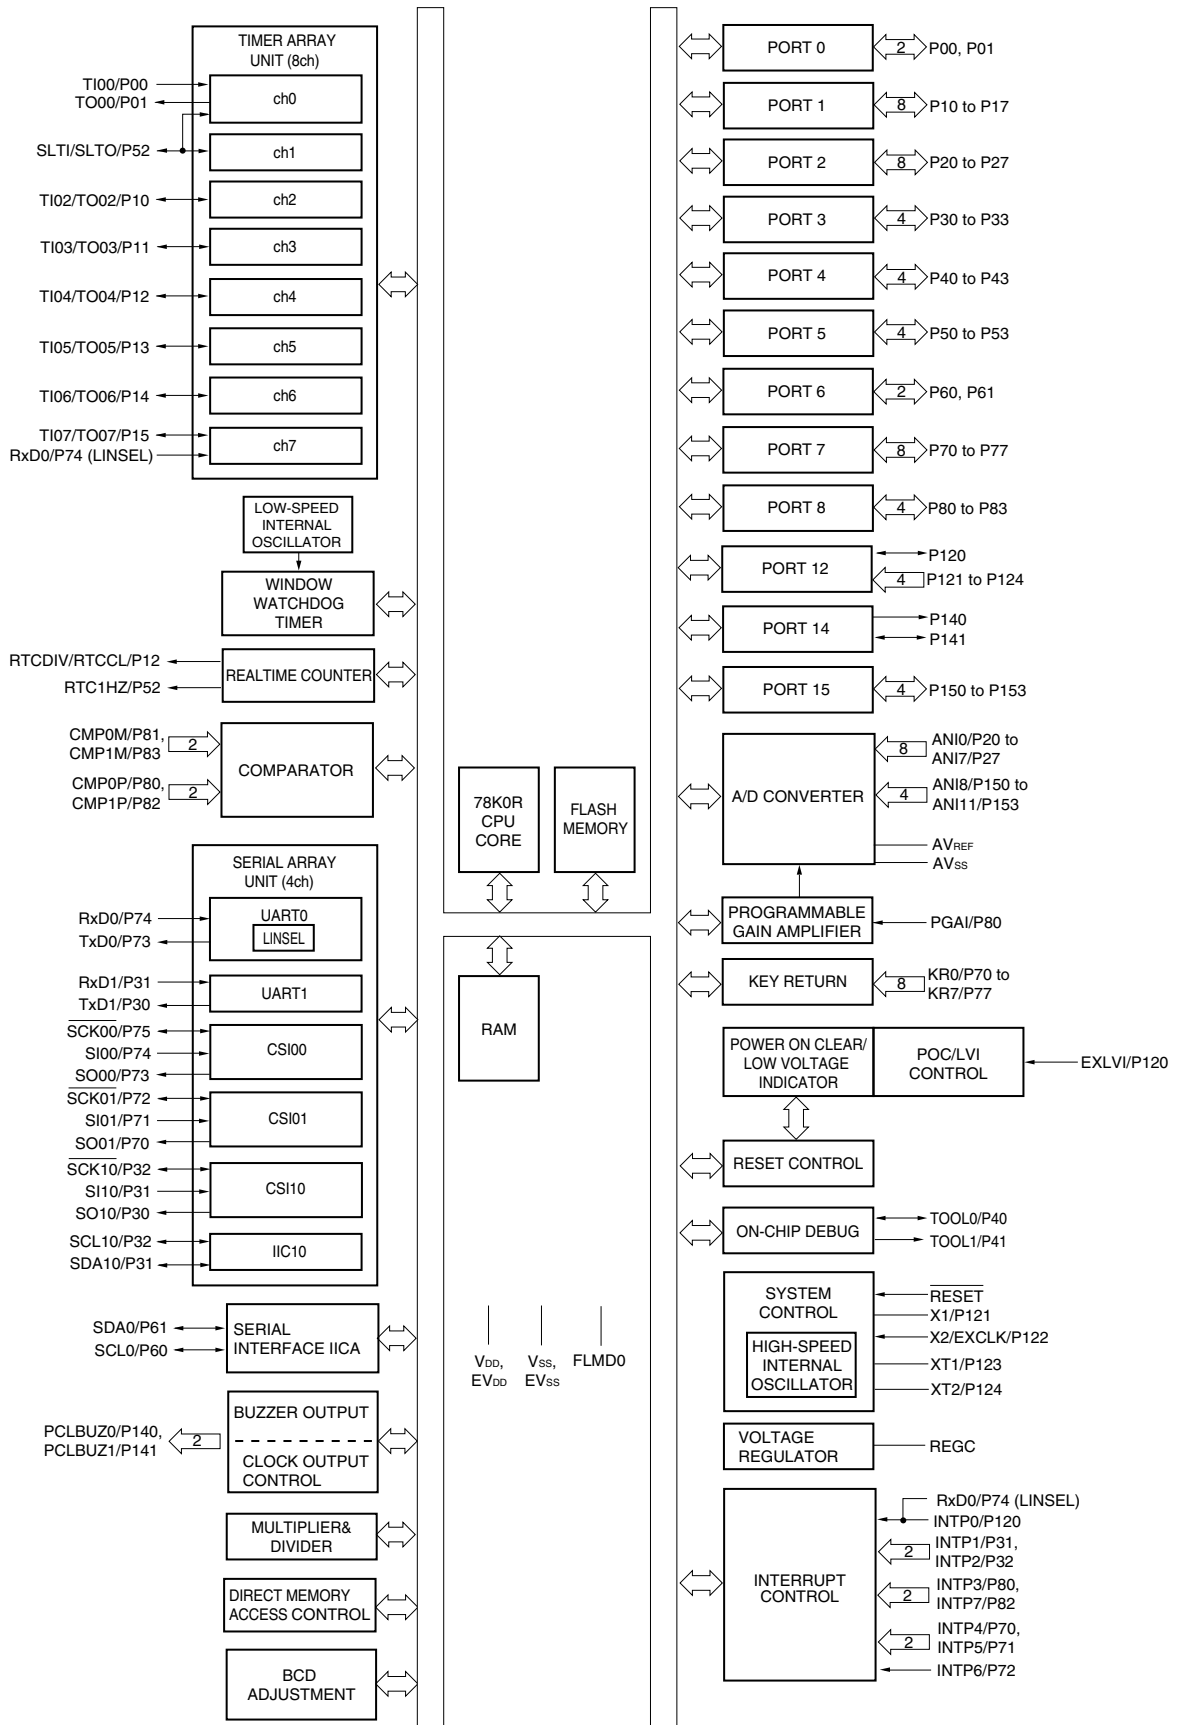 TIMER ARRAY
UNIT (8ch)
TI00/P00
TO00/P01
ch0
SLTI/SLTO/P52
ch1
TI02/TO02/P10
ch2
TI03/TO03/P11
ch3
TI04/TO04/P12
ch4
TI05/TO05/P13
ch5
TI06/TO06/P14
ch6
TI07/TO07/P15
RxD0/P74 (LINSEL)
ch7
LOW-SPEED
INTERNAL
OSCILLATOR
WINDOW
WATCHDOG
TIMER
RTCDIV/RTCCL/P12
RTC1HZ/P52
REALTIME COUNTER
CMP0M/P81,
CMP1M/P83
2
CMP0P/P80,
CMP1P/P82
2
COMPARATOR
SERIAL ARRAY
UNIT (4ch)
RxD0/P74
TxD0/P73
UART0
LINSEL
RxD1/P31
TxD1/P30
UART1
SCK00/P75
SI00/P74
SO00/P73
CSI00
SCK01/P72
SI01/P71
SO01/P70
CSI01
SCK10/P32
SI10/P31
SO10/P30
CSI10
SCL10/P32
SDA10/P31
IIC10
SDA0/P61
SCL0/P60
SERIAL
INTERFACE IICA
PCLBUZ0/P140,
PCLBUZ1/P141
2
BUZZER OUTPUT
CLOCK OUTPUT
CONTROL
MULTIPLIER&
DIVIDER
DIRECT MEMORY
ACCESS CONTROL
BCD
ADJUSTMENT
78K0R
CPU
CORE
FLASH
MEMORY
RAM
VDD,
EVDD
VSS,
EVSS
FLMD0
PORT 0
2
P00, P01
PORT 1
8
P10 to P17
PORT 2
8
P20 to P27
PORT 3
4
P30 to P33
PORT 4
4
P40 to P43
PORT 5
4
P50 to P53
PORT 6
2
P60, P61
PORT 7
8
P70 to P77
PORT 8
4
P80 to P83
PORT 12
P120
4
P121 to P124
PORT 14
P140
P141
PORT 15
4
P150 to P153
A/D CONVERTER
8
ANI0/P20 to
ANI7/P27
4
ANI8/P150 to
ANI11/P153
AVREF
AVSS
PROGRAMMABLE
GAIN AMPLIFIER
PGAI/P80
KEY RETURN
8
KR0/P70 to
KR7/P77
POWER ON CLEAR/
LOW VOLTAGE
INDICATOR
POC/LVI
CONTROL
EXLVI/P120
RESET CONTROL
ON-CHIP DEBUG
TOOL0/P40
TOOL1/P41
SYSTEM
CONTROL
HIGH-SPEED
INTERNAL
OSCILLATOR
RESET
X1/P121
X2/EXCLK/P122
XT1/P123
XT2/P124
VOLTAGE
REGULATOR
REGC
INTERRUPT
CONTROL
RxD0/P74 (LINSEL)
INTP0/P120
2
INTP1/P31,
INTP2/P32
2
INTP3/P80,
INTP7/P82
2
INTP4/P70,
INTP5/P71
INTP6/P72